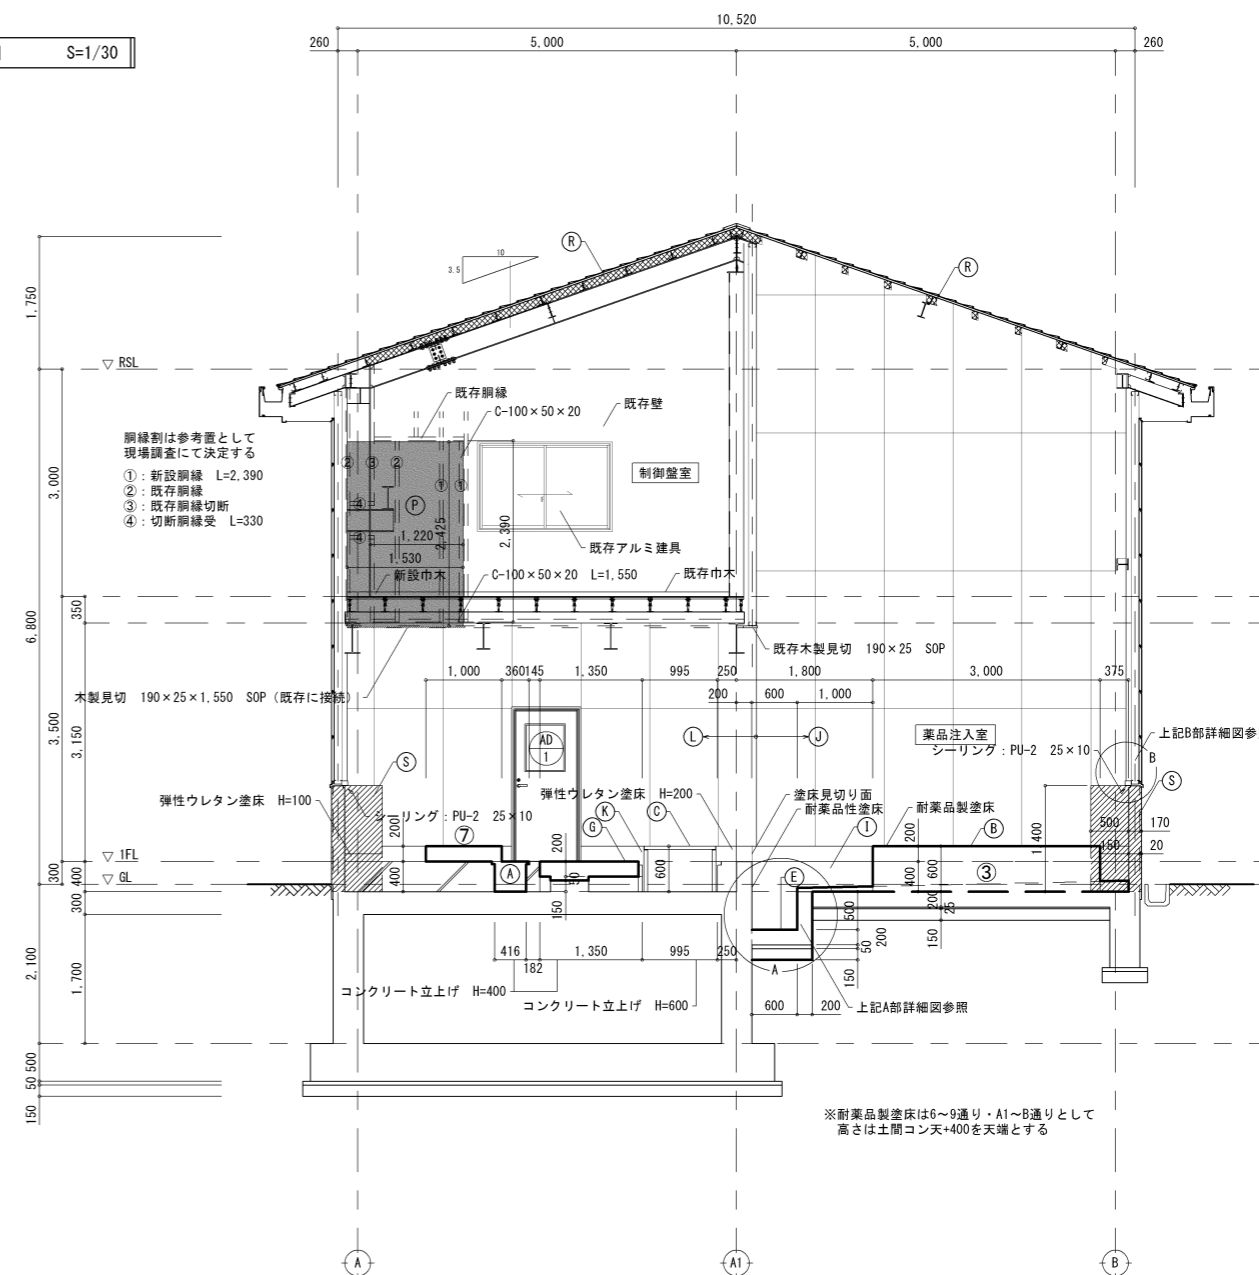 10,520
260 5,000 5,000 260
S=1/30
10
3.5
R
R
1,750
▽ RSL
既存胴縁
C-100×50×20
既存壁
胴縁割は参考置として
現場調査にて決定する
①：新設胴縁 L=2,390
②：既存胴縁
③：既存胴縁切断
④：切断胴縁受 L=330
② ③ ②
① ①
④
④
P
制御盤室
3,000
2,425
2,390
1,220
1,530
既存アルミ建具
新設巾木
C-100×50×20 L=1,550
既存巾木
350
6,800
既存木製見切 190×25 SOP
木製見切 190×25×1,550 SOP（既存に接続）
1,000 360 145 1,350 995 250 1,800 3,000 375
200 600 1,000
3,500
3,150
AD
1
L J
薬品注入室
シーリング：PU-2 25×10
上記B部詳細図参
B
S
S
弾性ウレタン塗床 H=100
シーリング：PU-2 25×10
弾性ウレタン塗床 H=200
塗床見切り面
耐薬品性塗床
耐薬品製塗床
K
G
C
I
B
A
E
⑦
③
200
400
200
50
150
600
200
400
600
200
25
150
1,400
500 170
150 20
▽ 1FL
▽ GL
300
400
300
2,100
1,700
500
50
150
416 1,350 995 250
182
A
500
50
200
150
600 200
コンクリート立上げ H=400
コンクリート立上げ H=600
上記A部詳細図参照
※耐薬品製塗床は6～9通り・A1～B通りとして
高さは土間コン天+400を天端とする
A A1 B